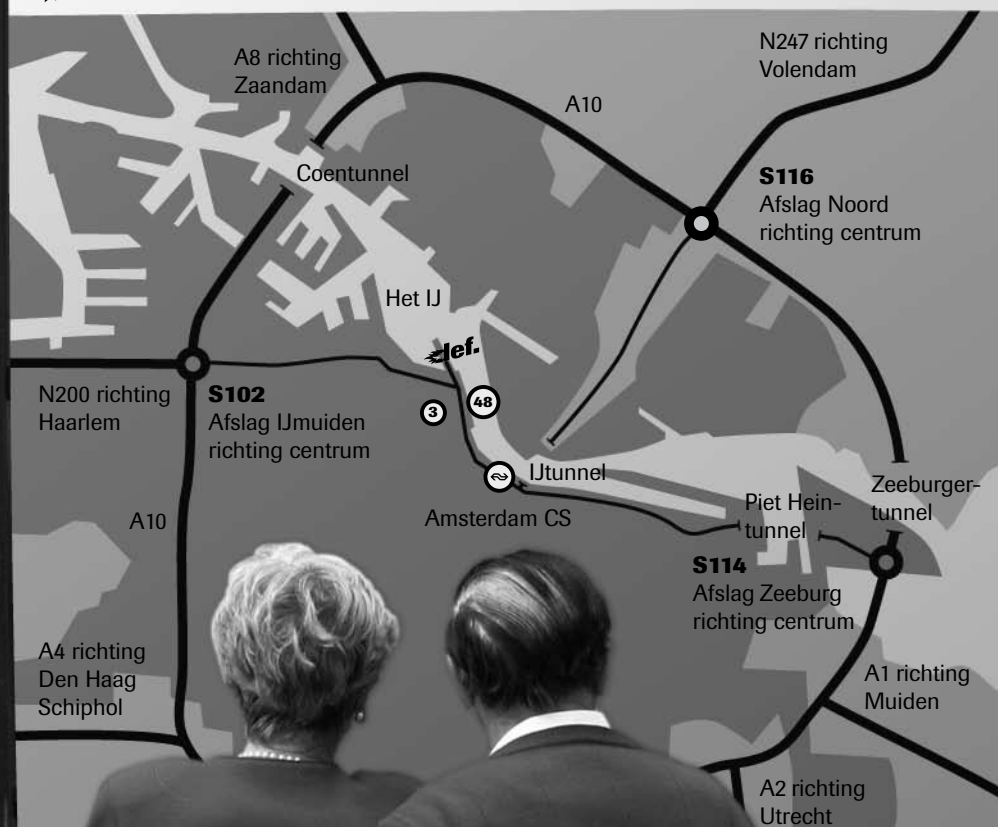 A8 richting
Zaandam
N247 richting
Volendam
A10
Coentunnel
S116
Afslag Noord
richting centrum
Het IJ
def.
N200 richting
Haarlem
S102
Afslag IJmuiden
richting centrum
3
48
IJtunnel
Amsterdam CS
A10
Piet Hein-
tunnel
Zeeburger-
tunnel
S114
Afslag Zeeburg
richting centrum
A4 richting
Den Haag
Schiphol
A1 richting
Muiden
A2 richting
Utrecht